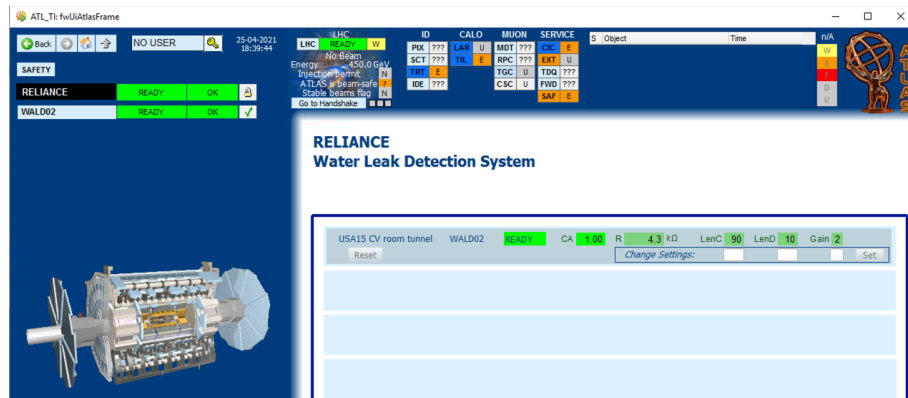 ATL_TI: fwUiAtlasFrame
Back
NO USER
25-04-2021
18:39:44
SAFETY
RELIANCE READY OK
WALD02 READY OK
LHC
LHC READY W
No Beam
Energy: 450.0 GeV
Injection permit N
ATLAS is beam-safe ?
Stable beams flag N
Go to Handshake
ID CALO MUON SERVICE
PIX ??? LAR U MDT ??? CIC E
SCT ??? TIL E RPC ??? EXT U
TRT E TGC U TDQ ???
IDE ??? CSC U FWD ???
SAF E
S Object Time
n/A
W
E
F
D
U
ATLAS
RELIANCE
Water Leak Detection System
USA15 CV room tunnel WALD02 READY CA 1.00 R 4.3 kΩ LenC 90 LenD 10 Gain 2
Reset Change Settings: Set